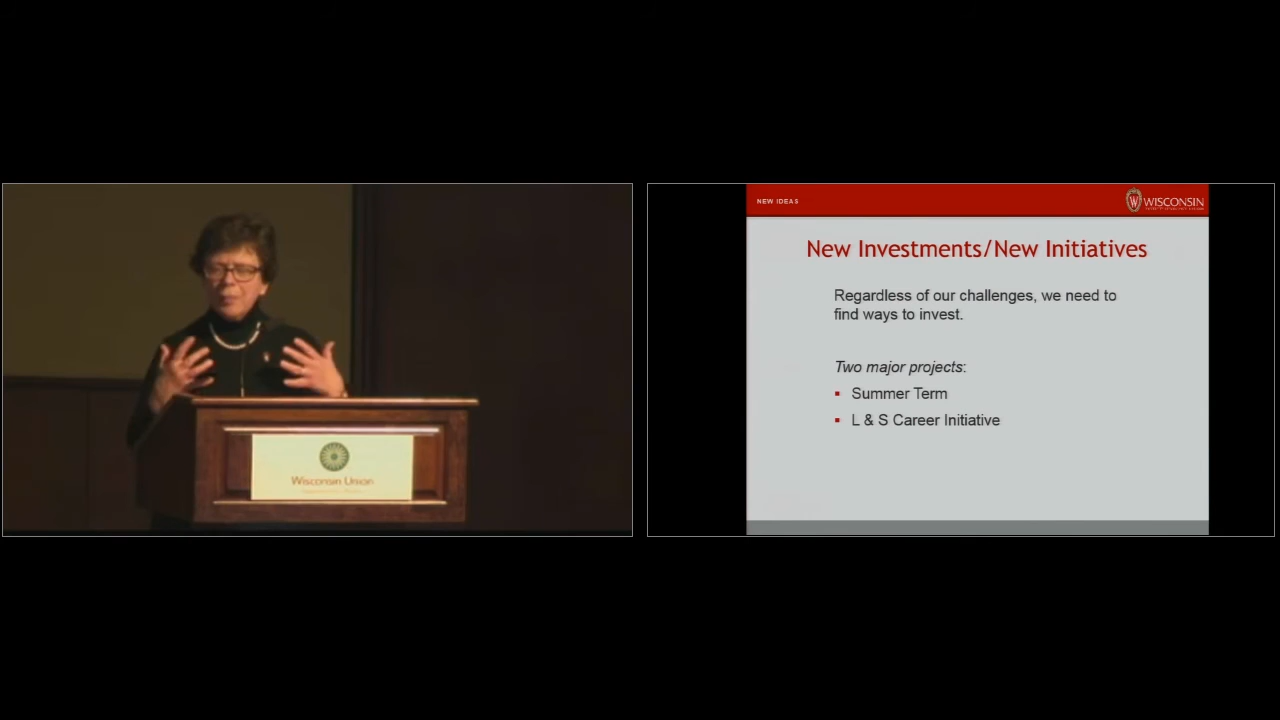 Wisconsin Union
NEW IDEAS
WISCONSIN
New Investments/New Initiatives
Regardless of our challenges, we need to
find ways to invest.
Two major projects:
Summer Term
L & S Career Initiative